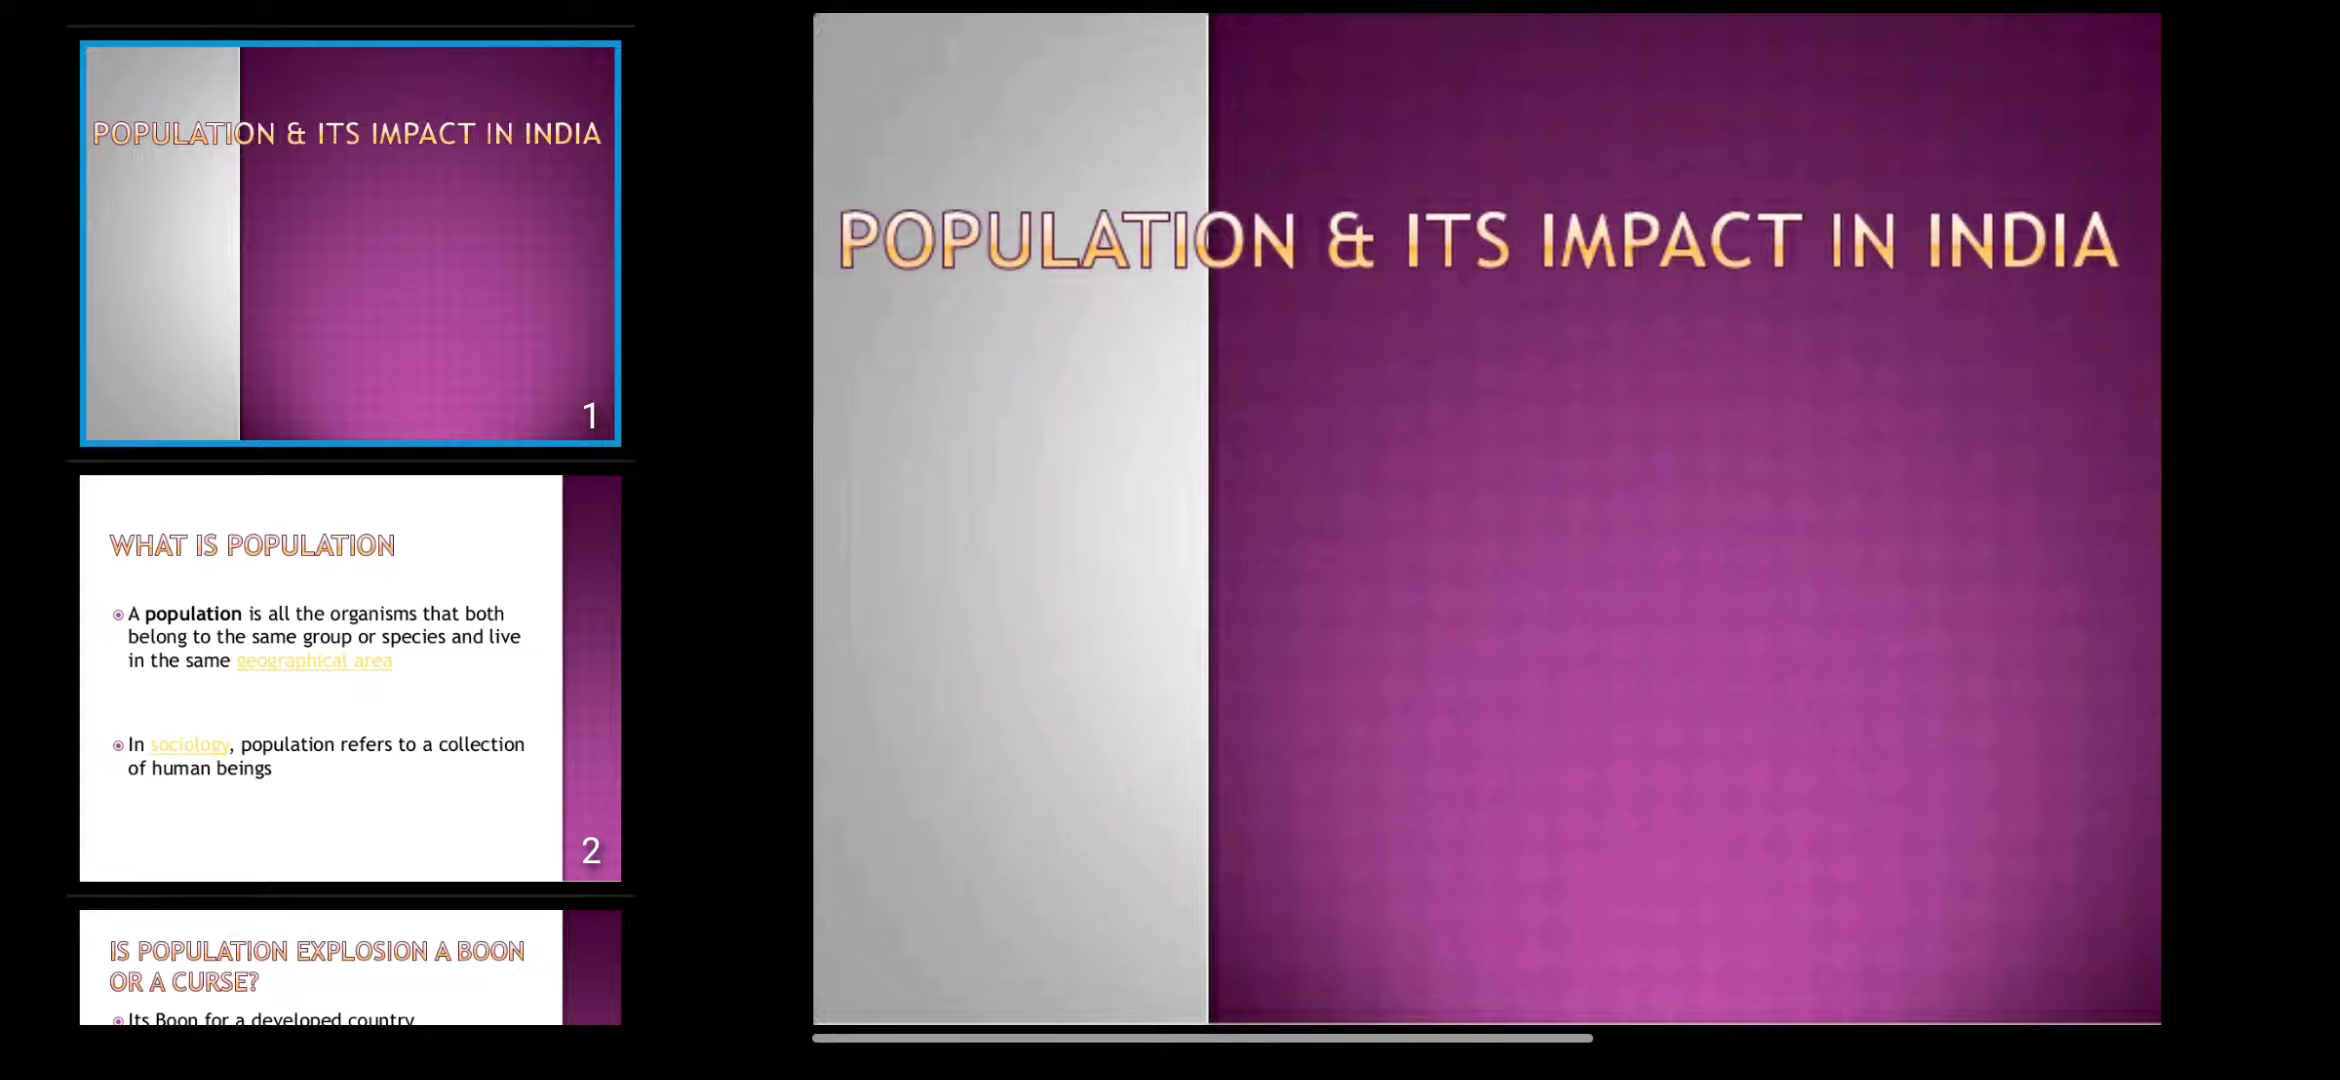 POPULATION & ITS IMPACT IN INDIA
1
WHAT IS POPULATION
A population is all the organisms that both
belong to the same group or species and live
in the same geographical area
In sociology, population refers to a collection
of human beings
2
IS POPULATION EXPLOSION A BOON
OR A CURSE?
Its Boon for a developed country
POPULATION & ITS IMPACT IN INDIA